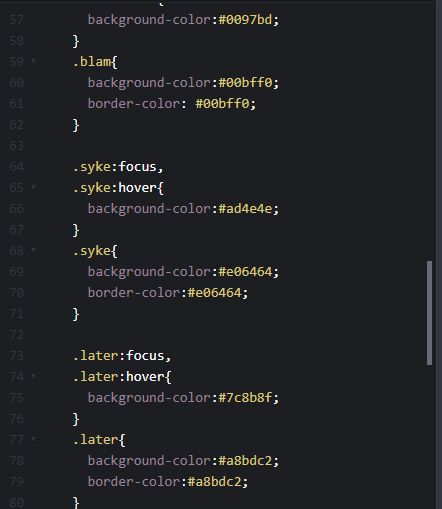 57 background-color:#0097bd;
58 }
59 .blam{
60 background-color:#00bff0;
61 border-color: #00bff0;
62 }
63
64 .syke:focus,
65 .syke:hover{
66 background-color:#ad4e4e;
67 }
68 .syke{
69 background-color:#e06464;
70 border-color:#e06464;
71 }
72
73 .later:focus,
74 .later:hover{
75 background-color:#7c8b8f;
76 }
77 .later{
78 background-color:#a8bdc2;
79 border-color:#a8bdc2;
80 }